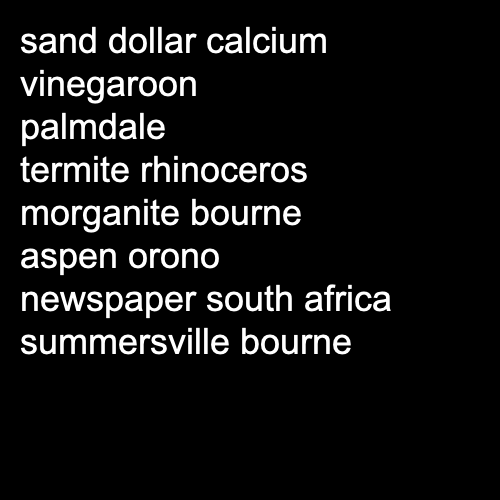 sand dollar calcium
vinegaroon
palmdale
termite rhinoceros
morganite bourne
aspen orono
newspaper south africa
summersville bourne